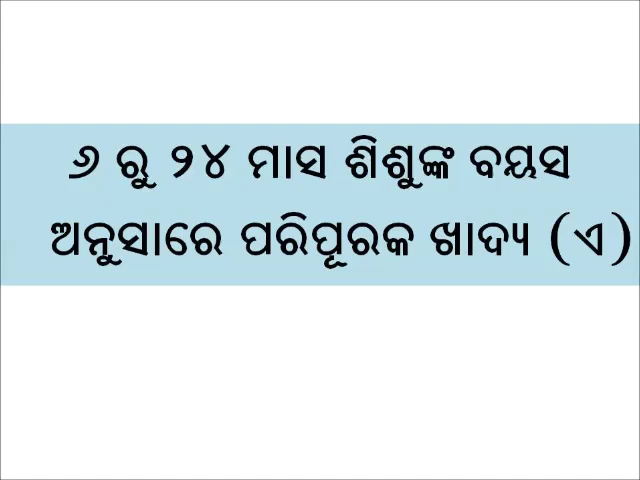 ୬ ରୁ ୨୪ ମାସ ଶିଶୁଙ୍କ ବୟସ
ଅନୁସାରେ ପରିପୂରକ ଖାଦ୍ୟ (ଏ)